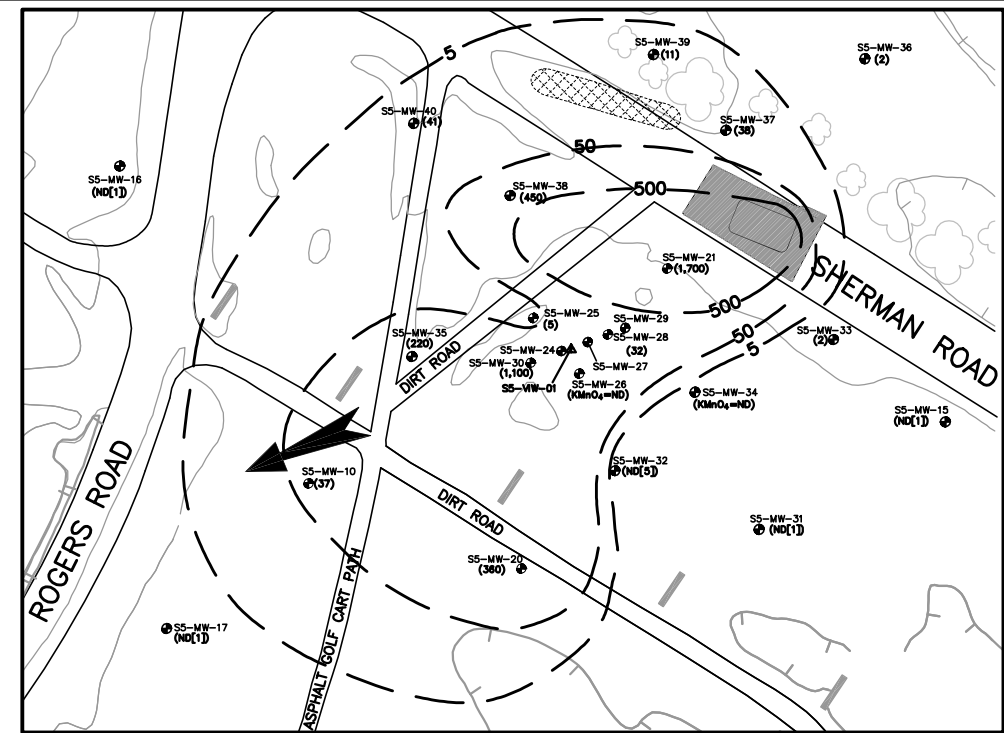 S5-MW-39
(11)
S5-MW-36
(2)
5
S5-MW-40
(41)
S5-MW-37
(38)
50
S5-MW-16
(ND[1])
S5-MW-38
(450)
500
S5-MW-21
(1,700)
SHERMAN ROAD
500
S5-MW-25
(5)
S5-MW-29
S5-MW-28
(32)
50
S5-MW-33
(2)
S5-MW-35
(220)
5
S5-MW-24
DIRT ROAD
S5-MW-30
(1,100)
S5-MW-27
S5-VIW-01
S5-MW-26
(KMnO₄=ND)
S5-MW-34
(KMnO₄=ND)
S5-MW-15
(ND[1])
S5-MW-10
(37)
S5-MW-32
(ND[5])
ROGERS ROAD
DIRT ROAD
S5-MW-31
(ND[1])
S5-MW-20
(360)
ASPHALT GOLF CART PATH
S5-MW-17
(ND[1])